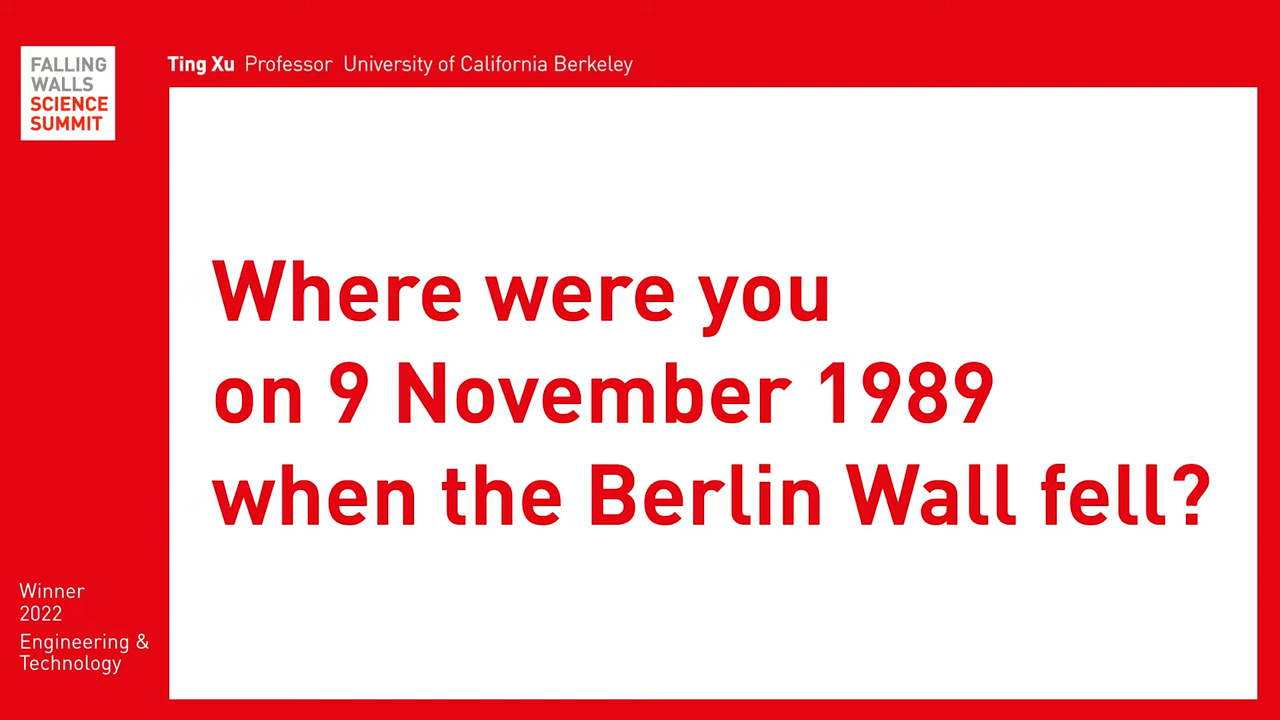 FALLING
WALLS
SCIENCE
SUMMIT
Ting Xu Professor University of California Berkeley
Where were you
on 9 November 1989
when the Berlin Wall fell?
Winner
2022
Engineering &
Technology